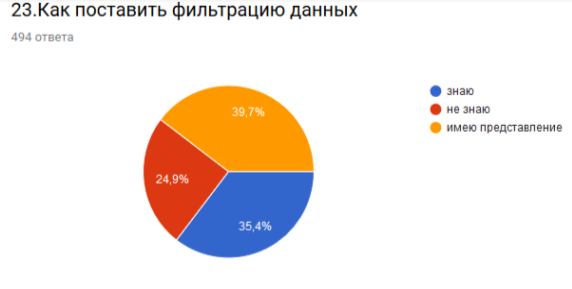 23.Как поставить фильтрацию данных
494 ответа
знаю
не знаю
имею представление
39,7%
24,9%
35,4%